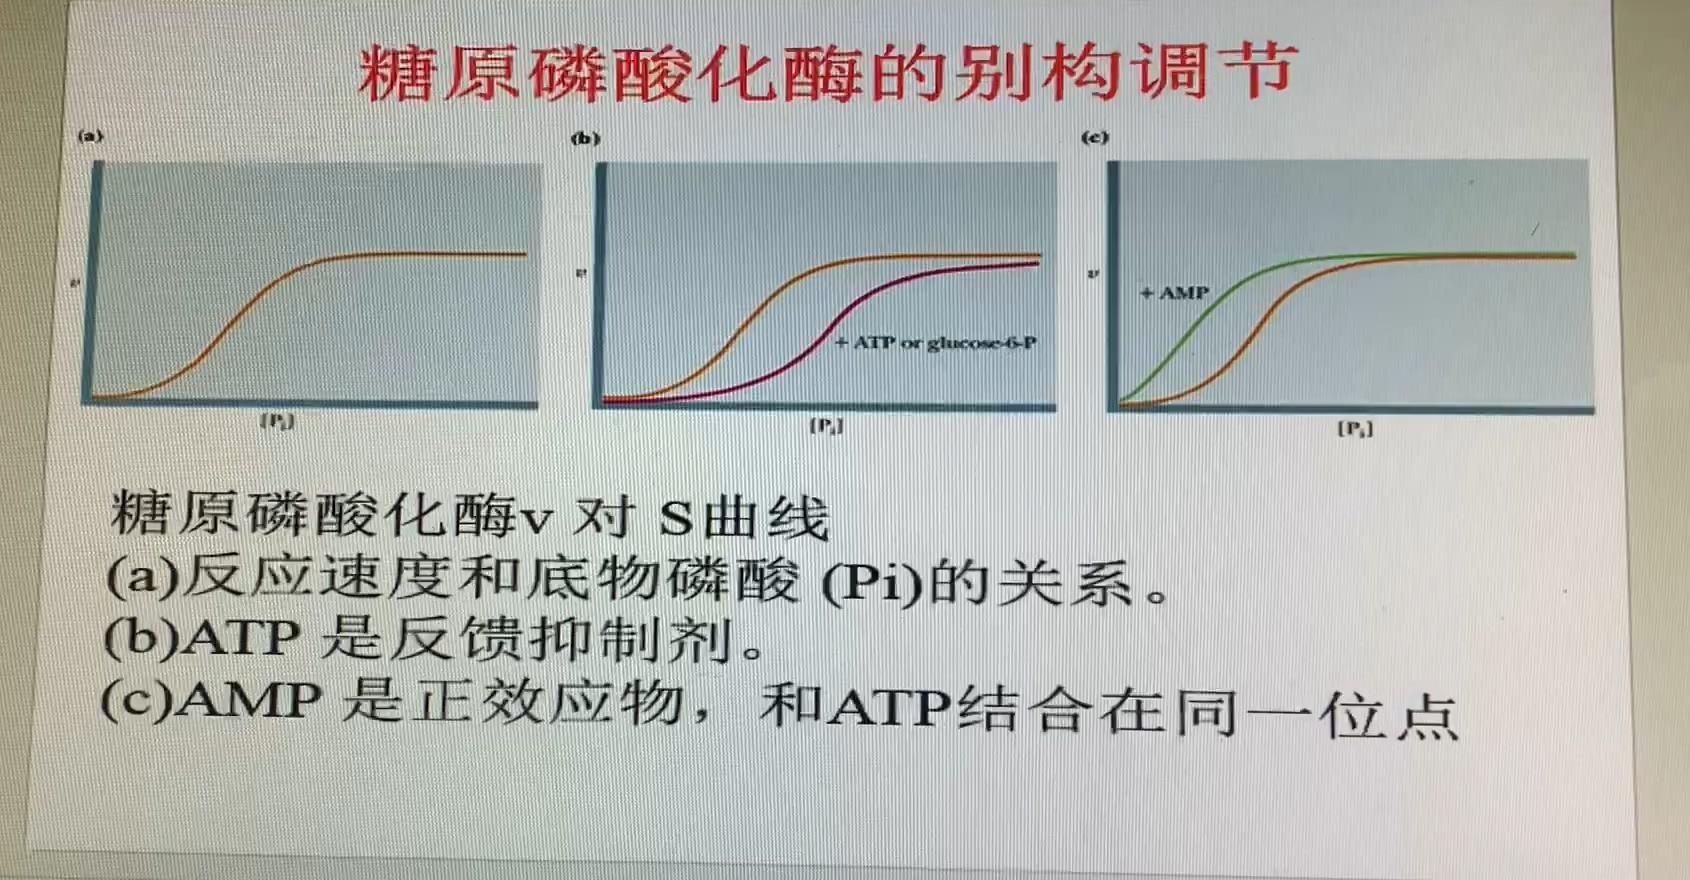 糖原磷酸化酶的别构调节
(a)
(b)
(c)
v
v
v
+ AMP
+ ATP or glucose-6-P
[Pi]
[Pi]
[Pi]
糖原磷酸化酶v 对 S曲线
(a)反应速度和底物磷酸 (Pi)的关系。
(b)ATP 是反馈抑制剂。
(c)AMP 是正效应物，和ATP结合在同一位点